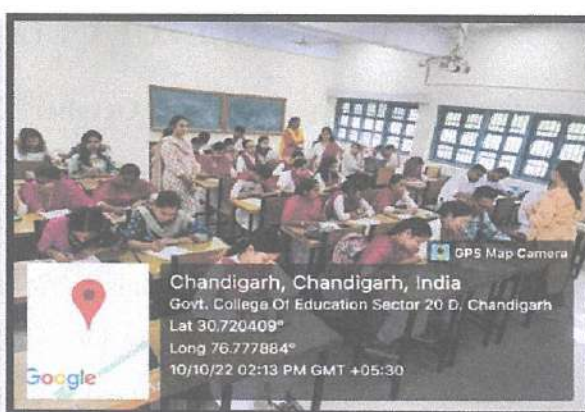 GPS Map Camera
Chandigarh, Chandigarh, India
Govt. College Of Education Sector 20 D, Chandigarh
Lat 30.720409°
Long 76.777884°
10/10/22 02:13 PM GMT +05:30
Google